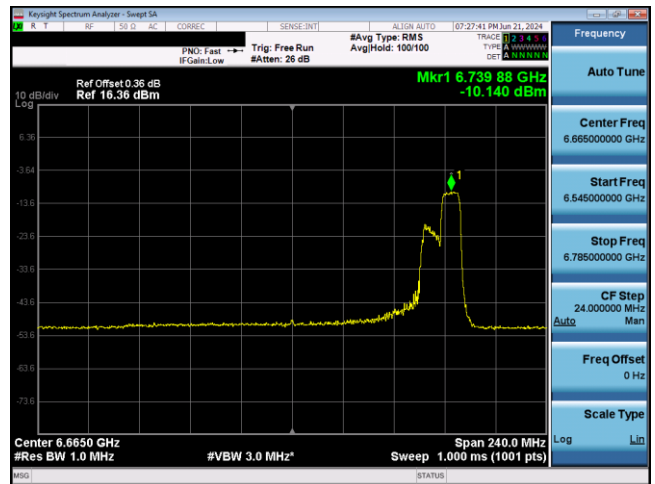 Keysight Spectrum Analyzer - Swept SA
R T RF 50 Ω AC CORREC SENSE:INT ALIGN AUTO 07:27:41 PM Jun 21, 2024
PNO: Fast Trig: Free Run #Avg Type: RMS TRACE 1 2 3 4 5 6
IFGain:Low #Atten: 26 dB Avg|Hold: 100/100 TYPE A WWWWW
DET A N N N N N
Frequency
Auto Tune
Ref Offset 0.36 dB Mkr1 6.739 88 GHz
10 dB/div Ref 16.36 dBm -10.140 dBm
Log
6.36
-3.64
-13.6
-23.6
-33.6
-43.6
-53.6
-63.6
-73.6
1
Center Freq
6.665000000 GHz
Start Freq
6.545000000 GHz
Stop Freq
6.785000000 GHz
CF Step
24.000000 MHz
Auto Man
Freq Offset
0 Hz
Scale Type
Log Lin
Center 6.6650 GHz Span 240.0 MHz
#Res BW 1.0 MHz #VBW 3.0 MHz* Sweep 1.000 ms (1001 pts)
MSG STATUS